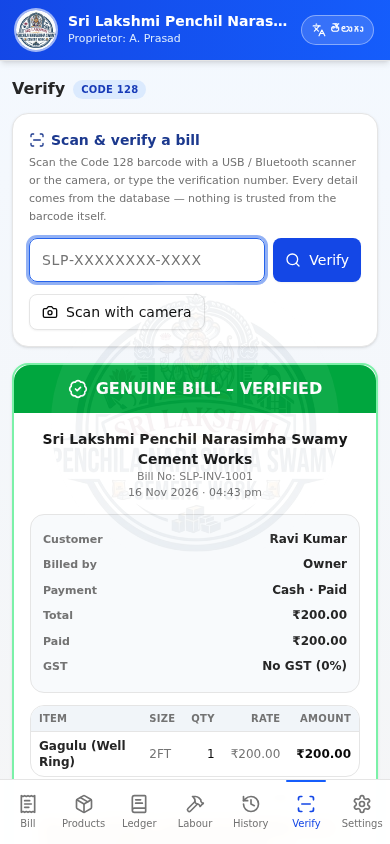 Sri Lakshmi Penchil Naras...
Proprietor: A. Prasad
తెలుగు
Verify
CODE 128
Scan & verify a bill
Scan the Code 128 barcode with a USB / Bluetooth scanner
or the camera, or type the verification number. Every detail
comes from the database — nothing is trusted from the
barcode itself.
SLP-XXXXXXXX-XXXX
Verify
Scan with camera
GENUINE BILL – VERIFIED
Sri Lakshmi Penchil Narasimha Swamy
Cement Works
Bill No: SLP-INV-1001
16 Nov 2026 · 04:43 pm
Customer Ravi Kumar
Billed by Owner
Payment Cash · Paid
Total ₹200.00
Paid ₹200.00
GST No GST (0%)
ITEM SIZE QTY RATE AMOUNT
Gagulu (Well
Ring) 2FT 1 ₹200.00 ₹200.00
Bill Products Ledger Labour History Verify Settings